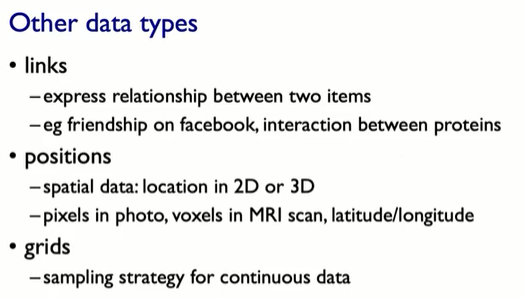 Other data types
• links
–express relationship between two items
–eg friendship on facebook, interaction between proteins
• positions
–spatial data: location in 2D or 3D
–pixels in photo, voxels in MRI scan, latitude/longitude
• grids
–sampling strategy for continuous data